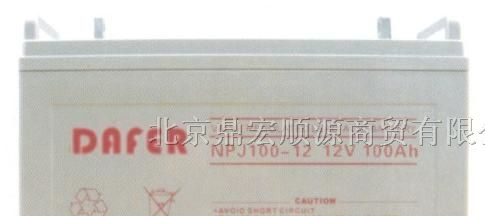 北京鼎宏顺源商贸有限公
DAFER
NPJ100-12 12V 100Ah
CAUTION
•AVOID SHORT CIRCUIT